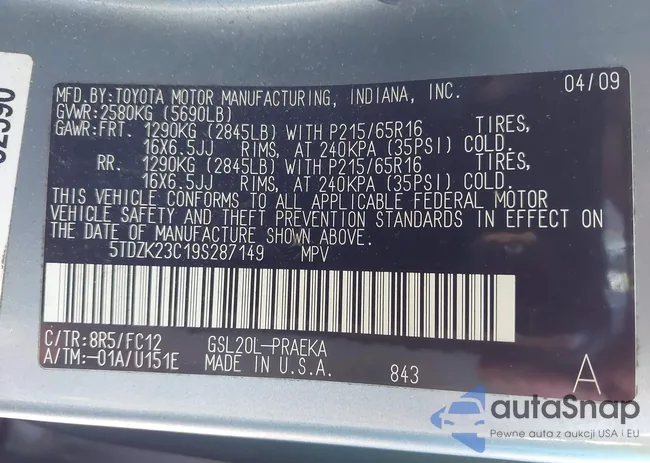 MFD.BY:TOYOTA MOTOR MANUFACTURING, INDIANA, INC. 04/09
GVWR:2580KG (5690LB)
GAWR:FRT. 1290KG (2845LB) WITH P215/65R16 TIRES,
16X6.5JJ RIMS, AT 240KPA (35PSI) COLD.
RR. 1290KG (2845LB) WITH P215/65R16 TIRES,
16X6.5JJ RIMS, AT 240KPA (35PSI) COLD.
THIS VEHICLE CONFORMS TO ALL APPLICABLE FEDERAL MOTOR
VEHICLE SAFETY AND THEFT PREVENTION STANDARDS IN EFFECT ON
THE DATE OF MANUFACTURE SHOWN ABOVE.
5TDZK23C19S287149 MPV
C/TR:8R5/FC12 GSL20L-PRAEKA
A/TM:-01A/U151E MADE IN U.S.A. 843 A
autoSnap
Pewne auta z aukcji USA i EU